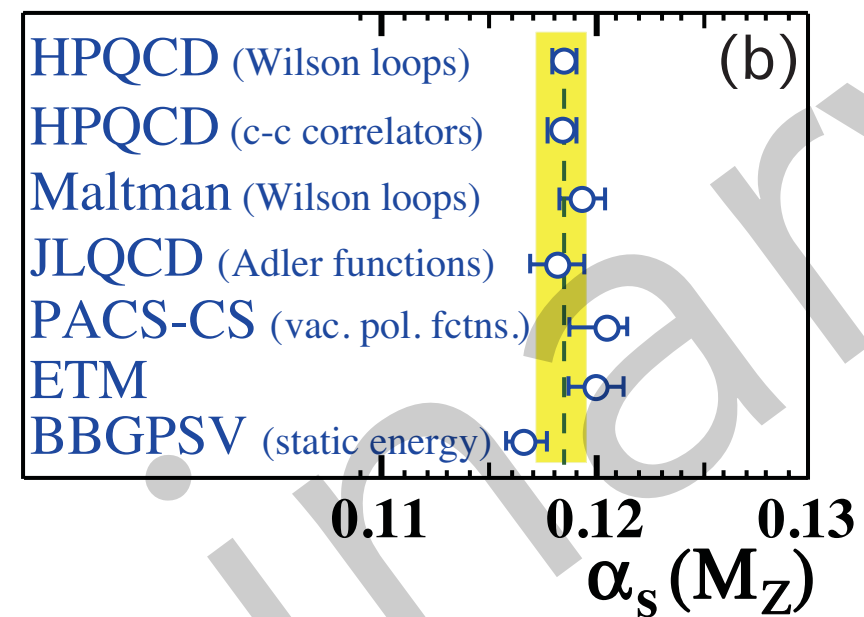 HPQCD (Wilson loops)
(b)
HPQCD (c-c correlators)
Maltman (Wilson loops)
JLQCD (Adler functions)
PACS-CS (vac. pol. fctns.)
ETM
BBGPSV (static energy)
0.11 0.12 0.13
αs (MZ)
inary